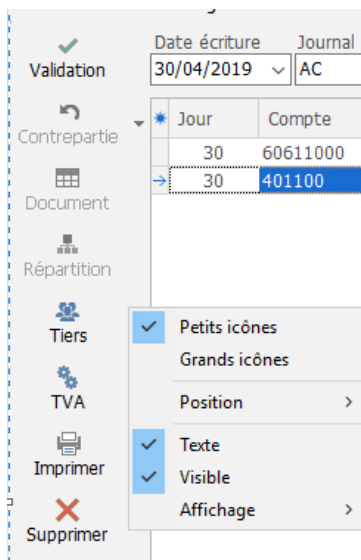 Date écriture Journal
30/04/2019 AC
Validation
Contrepartie
Document
Répartition
Tiers
TVA
Imprimer
Supprimer
Jour Compte
30 60611000
30 401100
Petits icônes
Grands icônes
Position
Texte
Visible
Affichage